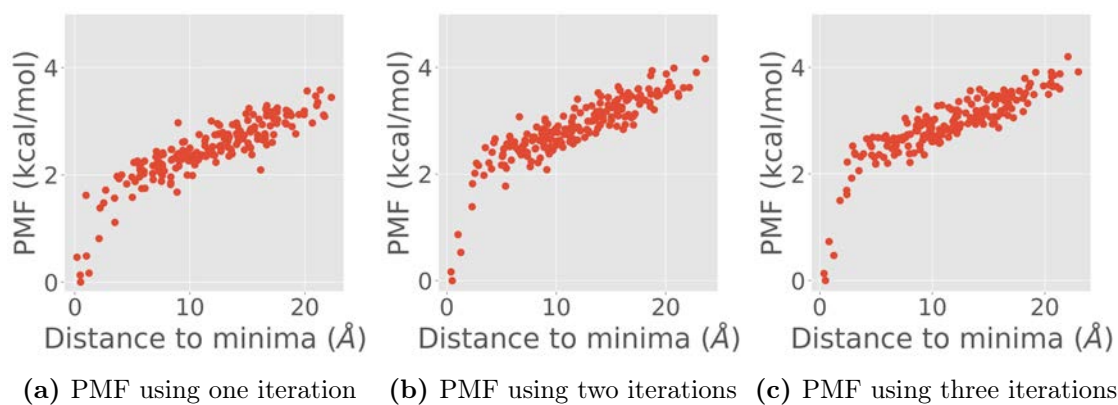 4
2
0
PMF (kcal/mol)
0 10 20
Distance to minima (Å)
(a) PMF using one iteration
4
2
0
PMF (kcal/mol)
0 10 20
Distance to minima (Å)
(b) PMF using two iterations
4
2
0
PMF (kcal/mol)
0 10 20
Distance to minima (Å)
(c) PMF using three iterations